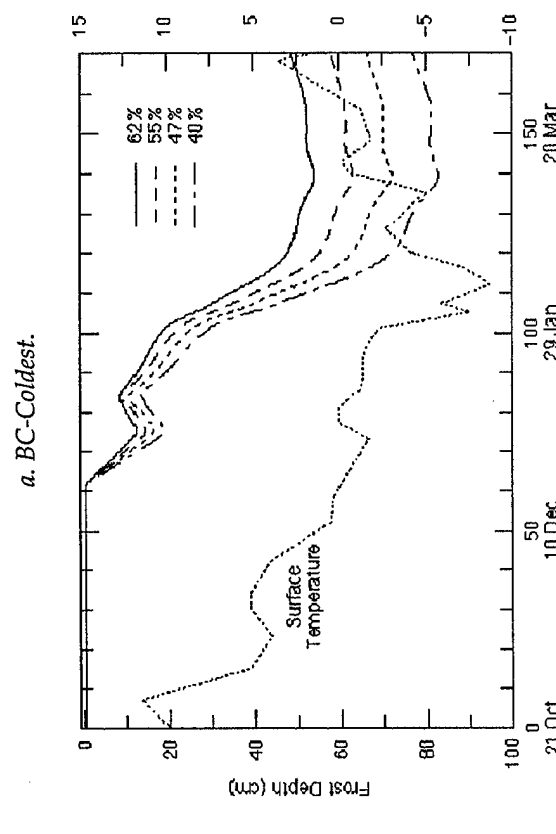 a. BC-Coldest.
15
10
5
0
-5
-10
62%
55%
47%
40%
Surface
Temperature
0
20
40
60
80
100
Frost Depth (cm)
0
50
100
150
21 Oct
10 Dec
29 Jan
20 Mar